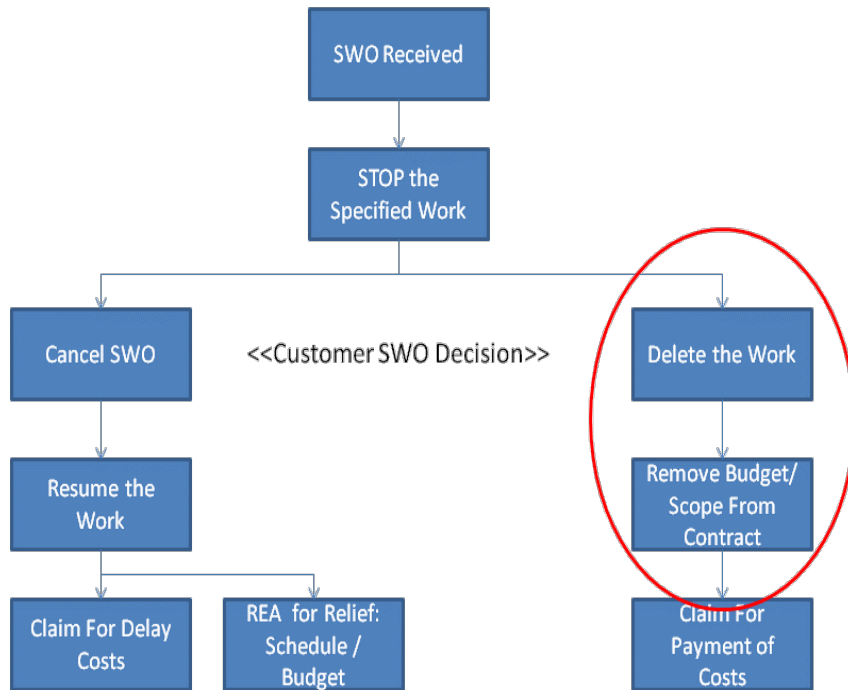 SWO Received
STOP the
Specified Work
Cancel SWO
<<Customer SWO Decision>>
Delete the Work
Resume the
Work
Remove Budget/
Scope From
Contract
Claim For Delay
Costs
REA for Relief:
Schedule /
Budget
Claim For
Payment of
Costs